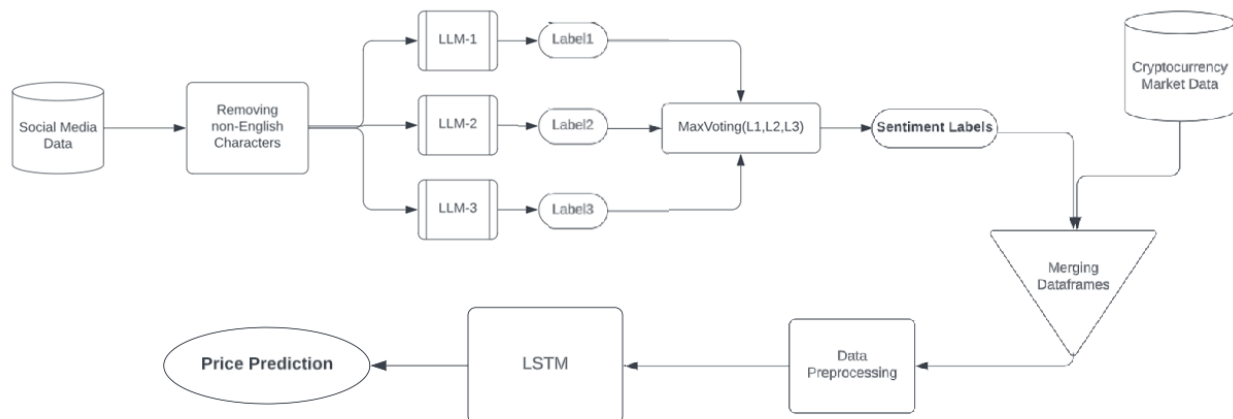 Social Media
Data
Removing
non-English
Characters
LLM-1
Label1
LLM-2
Label2
LLM-3
Label3
MaxVoting(L1,L2,L3)
Sentiment Labels
Cryptocurrency
Market Data
Merging
Dataframes
Data
Preprocessing
LSTM
Price Prediction